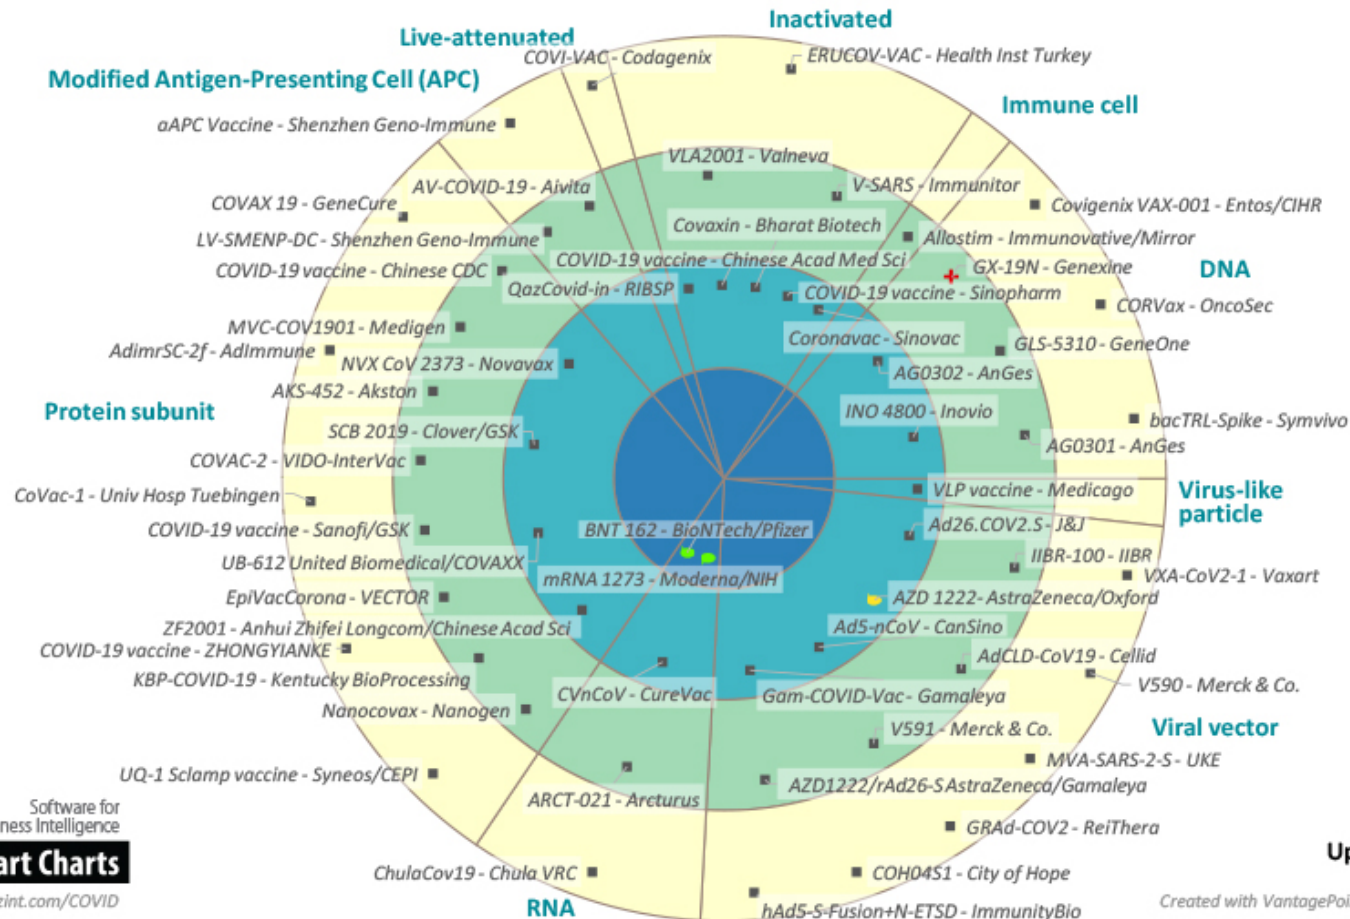 Inactivated
Live-attenuated
COVI-VAC - Codagenix
ERUCOV-VAC - Health Inst Turkey
Modified Antigen-Presenting Cell (APC)
Immune cell
aAPC Vaccine - Shenzhen Geno-Immune
VLA2001 - Valneva
AV-COVID-19 - Aivita
V-SARS - Immunitor
COVAX 19 - GeneCure
Covigenix VAX-001 - Entos/CIHR
Covaxin - Bharat Biotech
LV-SMENP-DC - Shenzhen Geno-Immune
Allostim - Immunovative/Mirror
COVID-19 vaccine - Chinese Acad Med Sci
COVID-19 vaccine - Chinese CDC
GX-19N - Genexine
DNA
QazCovid-in - RIBSP
COVID-19 vaccine - Sinopharm
CORVax - OncoSec
MVC-COV1901 - Medigen
Coronavac - Sinovac
GLS-5310 - GeneOne
AdimrSC-2f - AdImmune
NVX CoV 2373 - Novavax
AG0302 - AnGes
AKS-452 - Akston
Protein subunit
INO 4800 - Inovio
bacTRL-Spike - Symvivo
SCB 2019 - Clover/GSK
AG0301 - AnGes
COVAC-2 - VIDO-InterVac
VLP vaccine - Medicago
Virus-like
particle
CoVac-1 - Univ Hosp Tuebingen
COVID-19 vaccine - Sanofi/GSK
BNT 162 - BioNTech/Pfizer
Ad26.COV2.S - J&J
UB-612 United Biomedical/COVAXX
IIBR-100 - IIBR
mRNA 1273 - Moderna/NIH
VXA-CoV2-1 - Vaxart
EpiVacCorona - VECTOR
AZD 1222- AstraZeneca/Oxford
ZF2001 - Anhui Zhifei Longcom/Chinese Acad Sci
Ad5-nCoV - CanSino
COVID-19 vaccine - ZHONGYIANKE
AdCLD-CoV19 - Cellid
KBP-COVID-19 - Kentucky BioProcessing
V590 - Merck & Co.
CVnCoV - CureVac
Gam-COVID-Vac - Gamaleya
Nanocovax - Nanogen
V591 - Merck & Co.
Viral vector
MVA-SARS-2-S - UKE
UQ-1 Sclamp vaccine - Syneos/CEPI
AZD1222/rAd26-S AstraZeneca/Gamaleya
ARCT-021 - Arcturus
Software for
ness Intelligence
GRAd-COV2 - ReiThera
art Charts
Up
ChulaCov19 - Chula VRC
COH04S1 - City of Hope
zint.com/COVID
Created with VantagePoi
RNA
hAd5-S-Fusion+N-ETSD - ImmunityBio